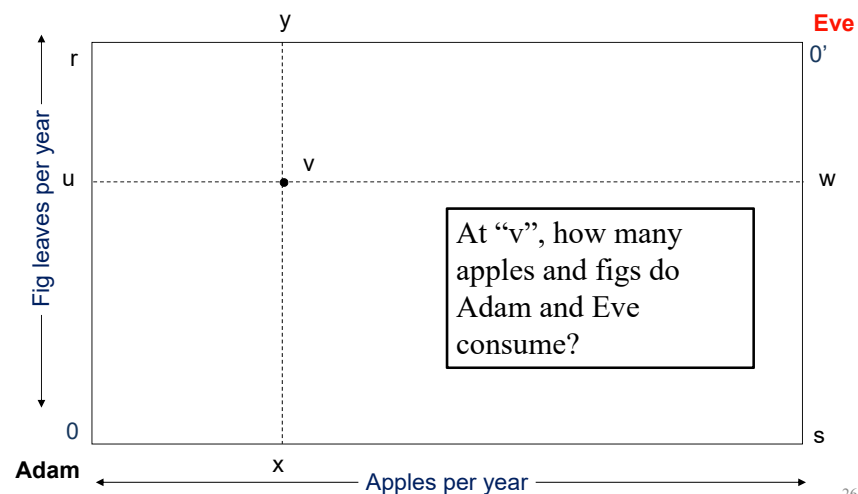 y
Eve
r
0'
Fig leaves per year
u
v
w
At “v”, how many
apples and figs do
Adam and Eve
consume?
0
s
Adam
x
Apples per year
26